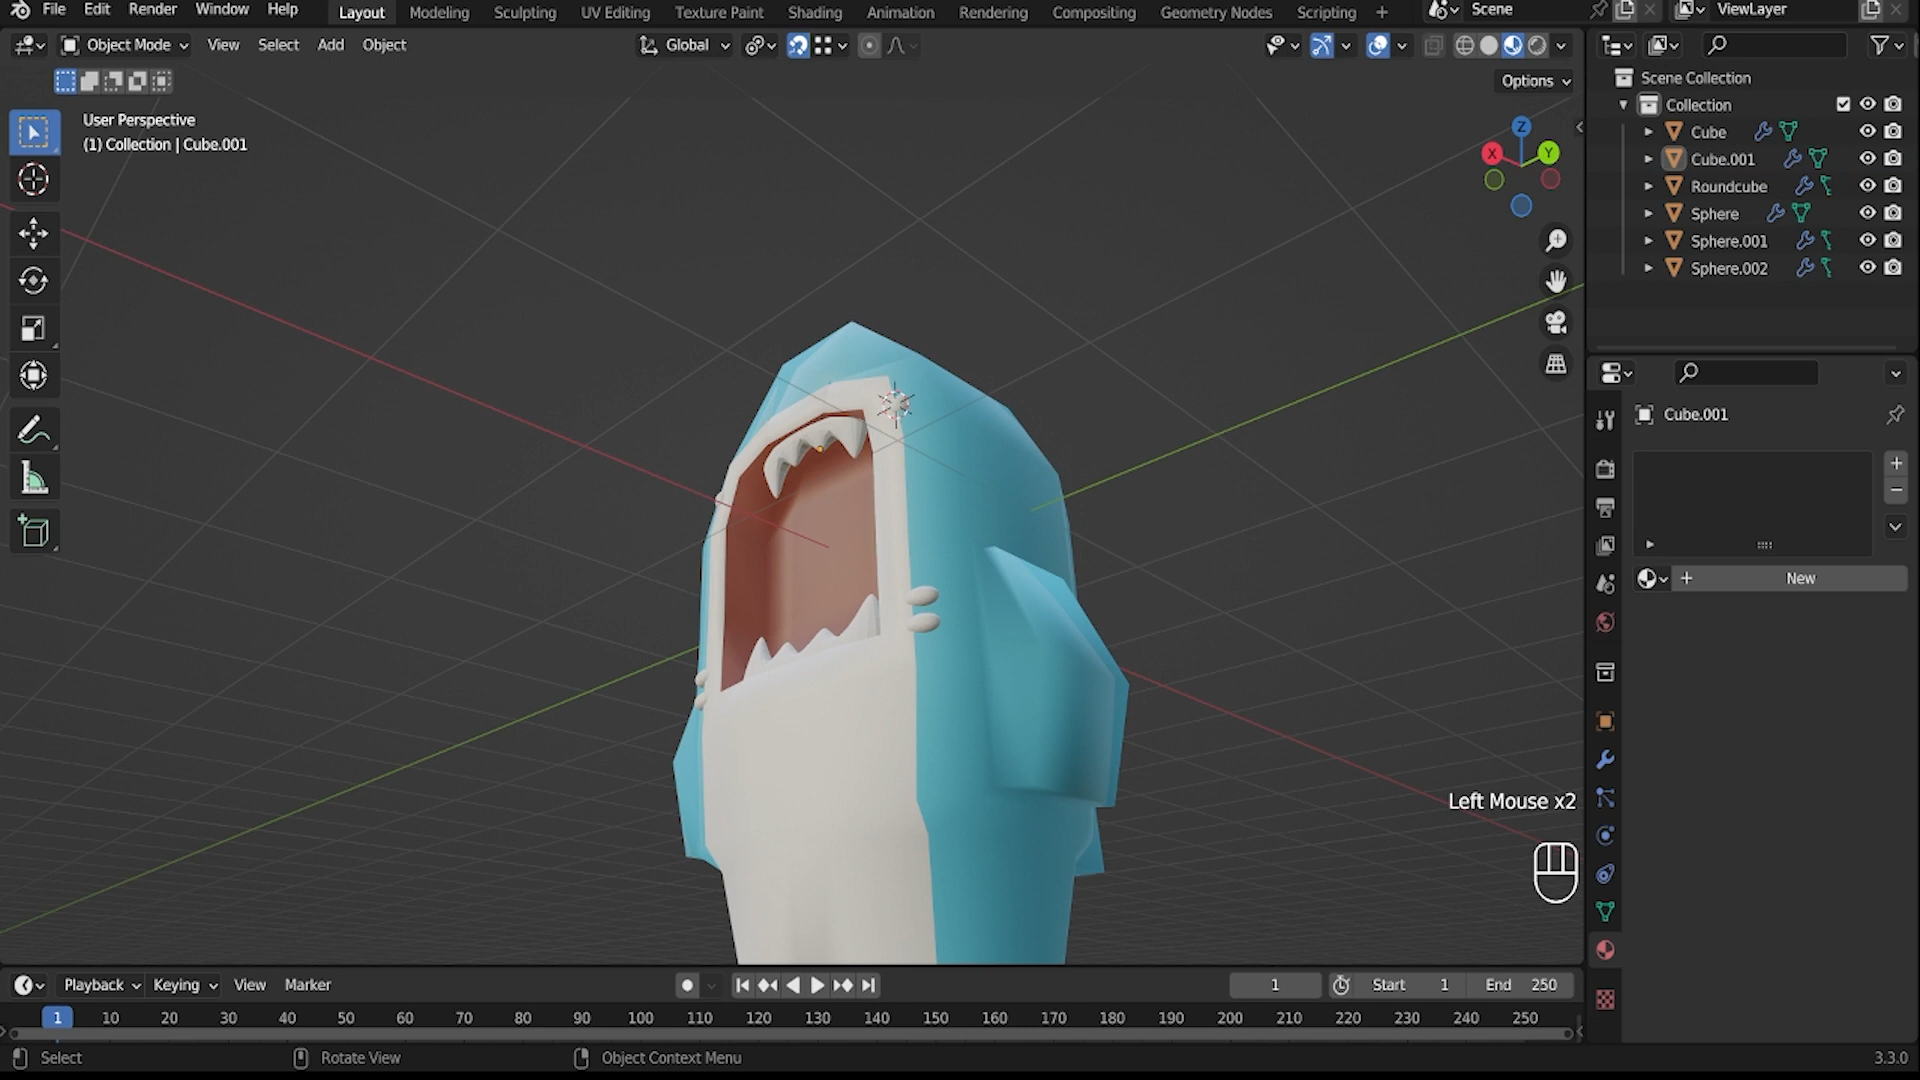 File Edit Render Window Help Layout Modeling Sculpting UV Editing Texture Paint Shading Animation Rendering Compositing Geometry Nodes Scripting + Scene ViewLayer
Object Mode View Select Add Object Global
Options
User Perspective
(1) Collection | Cube.001
Z
X
Y
Scene Collection
Collection
Cube
Cube.001
Roundcube
Sphere
Sphere.001
Sphere.002
Cube.001
New
Left Mouse x2
Playback Keying View Marker 1 Start 1 End 250
1 10 20 30 40 50 60 70 80 90 100 110 120 130 140 150 160 170 180 190 200 210 220 230 240 250
Select Rotate View Object Context Menu 3.3.0